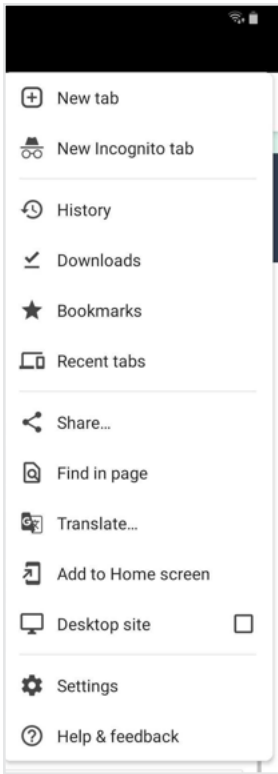 New tab
New Incognito tab
History
Downloads
Bookmarks
Recent tabs
Share...
Find in page
Translate...
Add to Home screen
Desktop site
Settings
Help & feedback